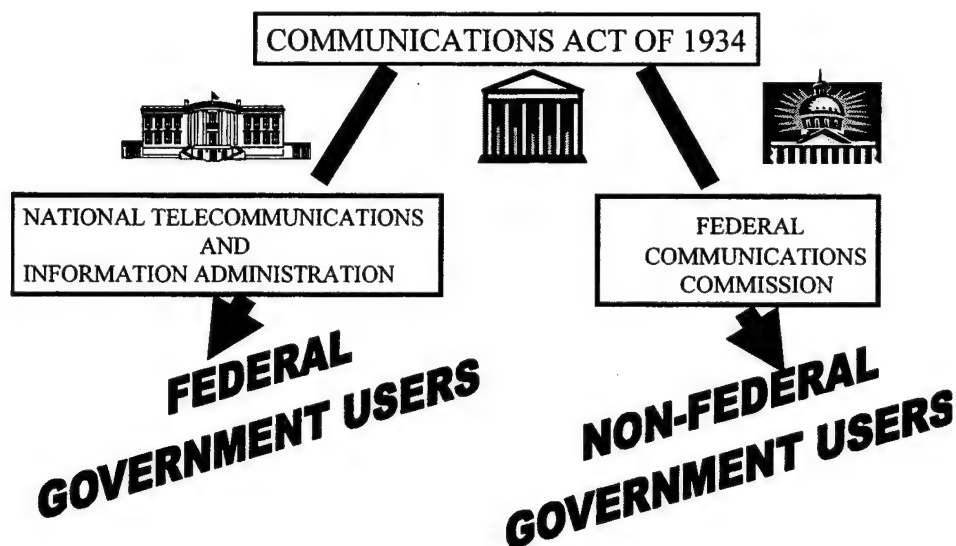 COMMUNICATIONS ACT OF 1934
NATIONAL TELECOMMUNICATIONS
AND
INFORMATION ADMINISTRATION
FEDERAL
COMMUNICATIONS
COMMISSION
FEDERAL
GOVERNMENT USERS
NON-FEDERAL
GOVERNMENT USERS